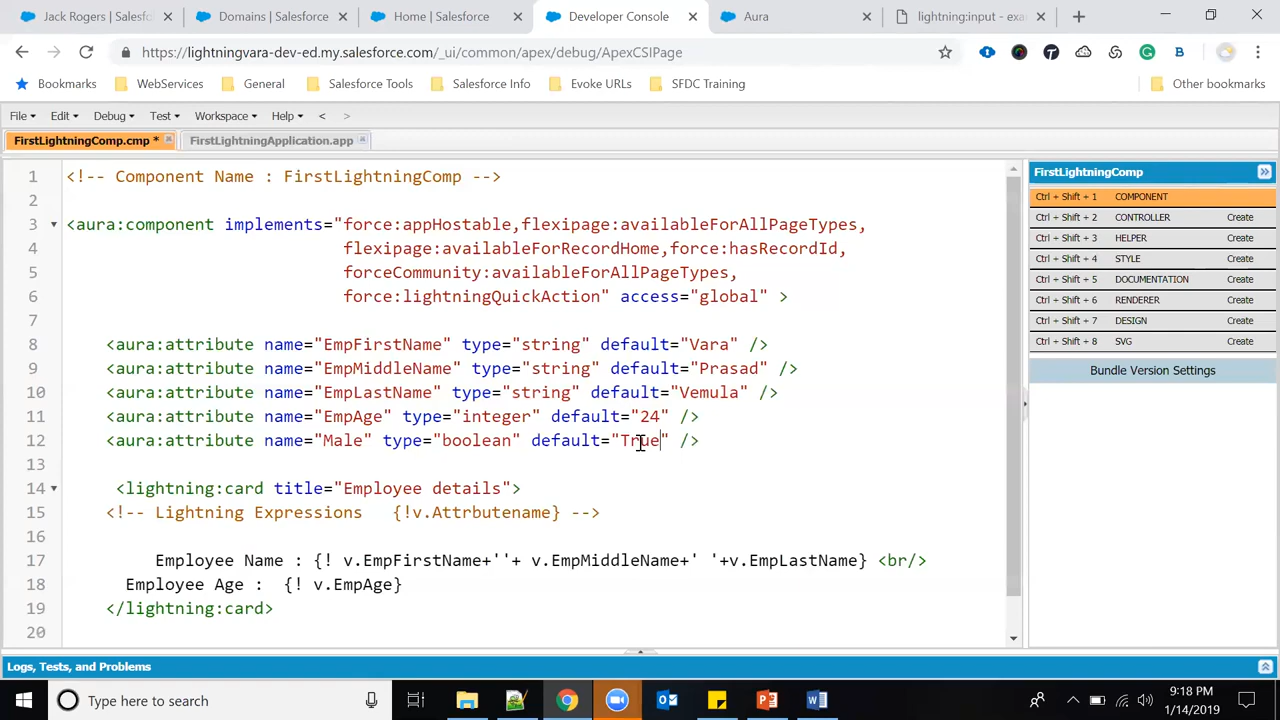 Jack Rogers | Salesf
Domains | Salesforce
Home | Salesforce
Developer Console
Aura
lightning:input - exa
https://lightningvara-dev-ed.my.salesforce.com/_ui/common/apex/debug/ApexCSIPage
Bookmarks WebServices General Salesforce Tools Salesforce Info Evoke URLs SFDC Training Other bookmarks
File Edit Debug Test Workspace Help < >
FirstLightningComp.cmp * FirstLightningApplication.app
1 <!-- Component Name : FirstLightningComp -->
2
3 <aura:component implements="force:appHostable,flexipage:availableForAllPageTypes,
4 flexipage:availableForRecordHome,force:hasRecordId,
5 forceCommunity:availableForAllPageTypes,
6 force:lightningQuickAction" access="global" >
7
8 <aura:attribute name="EmpFirstName" type="string" default="Vara" />
9 <aura:attribute name="EmpMiddleName" type="string" default="Prasad" />
10 <aura:attribute name="EmpLastName" type="string" default="Vemula" />
11 <aura:attribute name="EmpAge" type="integer" default="24" />
12 <aura:attribute name="Male" type="boolean" default="True" />
13
14 <lightning:card title="Employee details">
15 <!-- Lightning Expressions {!v.Attrbutename} -->
16
17 Employee Name : {! v.EmpFirstName+''+ v.EmpMiddleName+' '+v.EmpLastName} <br/>
18 Employee Age : {! v.EmpAge}
19 </lightning:card>
20
FirstLightningComp
Ctrl + Shift + 1 COMPONENT
Ctrl + Shift + 2 CONTROLLER Create
Ctrl + Shift + 3 HELPER Create
Ctrl + Shift + 4 STYLE Create
Ctrl + Shift + 5 DOCUMENTATION Create
Ctrl + Shift + 6 RENDERER Create
Ctrl + Shift + 7 DESIGN Create
Ctrl + Shift + 8 SVG Create
Bundle Version Settings
Logs, Tests, and Problems
Type here to search
9:18 PM
1/14/2019